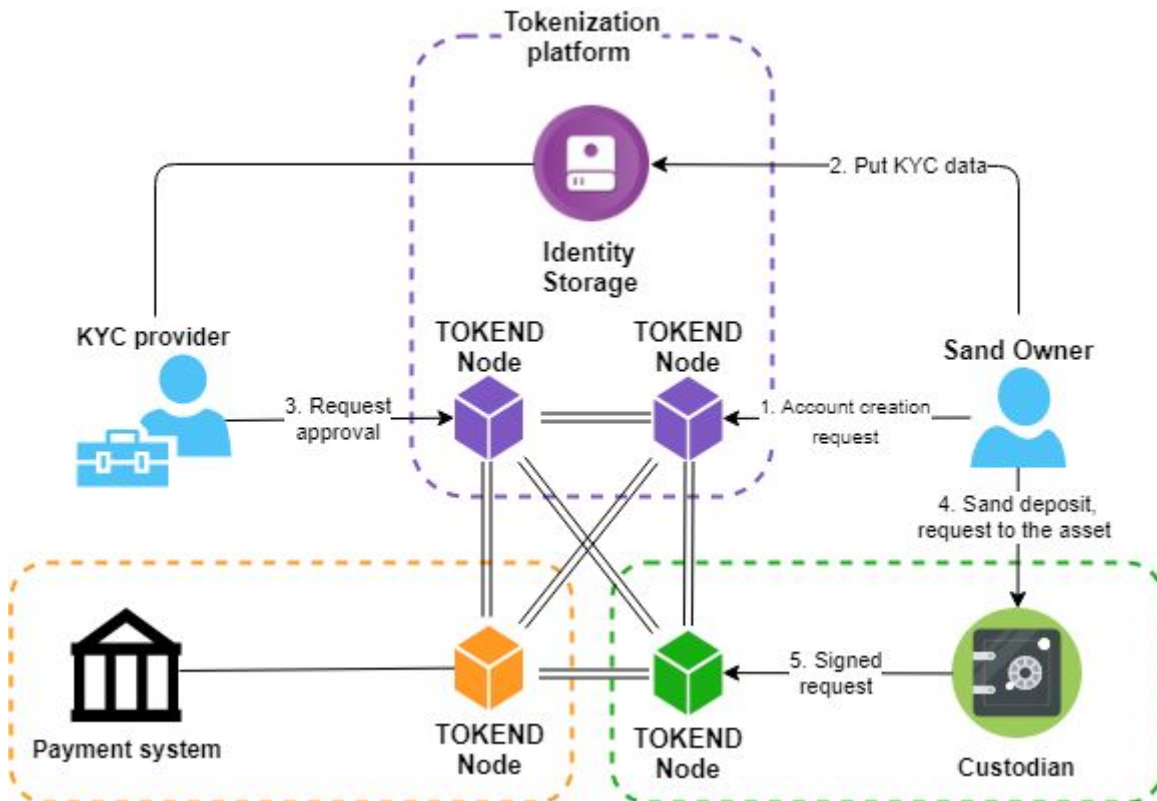 Tokenization
platform
2. Put KYC data
Identity
Storage
KYC provider
TOKEND
Node
TOKEND
Node
Sand Owner
3. Request
approval
1. Account creation
request
4. Sand deposit,
request to the asset
5. Signed
request
Payment system
TOKEND
Node
TOKEND
Node
Custodian